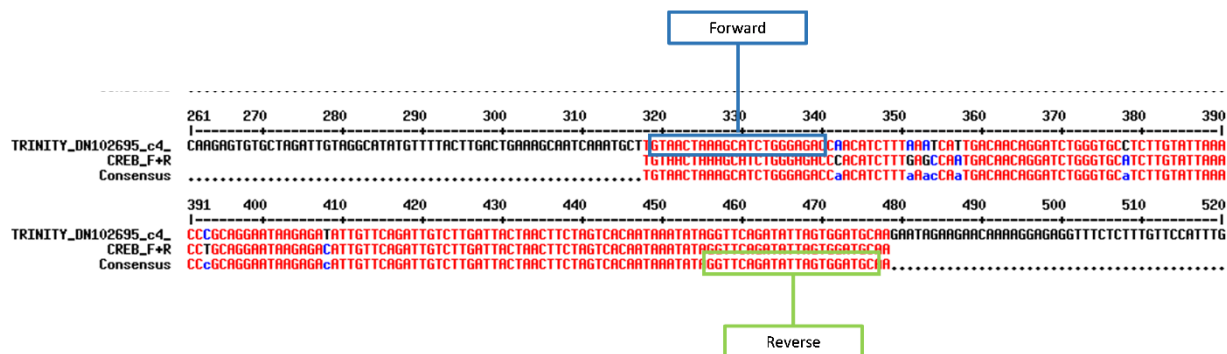 Forward
261 270 280 290 300 310 320 330 340 350 360 370 380 390
|--------+---------+---------+---------+---------+---------+---------+---------+---------+---------+---------+---------+---------|
TRINITY_DN102695_c4_ CAAGAGTGTGCTAGATTGTAGGCATATGTTTTACTTGACTGAAAGCAATCAAATGCTTGTAACTAAAGCATCTGGGAGACCAACATCTTTAAATCATTGACAACAGGATCTGGGTGCCTCTTGTATTAAA
CREB_F+R TGTAACTAAAGCATCTGGGAGACCCACATCTTTGAGCCAATGACAACAGGATCTGGGTGCATCTTGTATTAAA
Consensus .........................................................TGTAACTAAAGCATCTGGGAGACCaACATCTTTaAacCAaTGACAACAGGATCTGGGTGCaTCTTGTATTAAA
391 400 410 420 430 440 450 460 470 480 490 500 510 520
|--------+---------+---------+---------+---------+---------+---------+---------+---------+---------+---------+---------+---------|
TRINITY_DN102695_c4_ CCCGCAGGAATAAGAGATATTGTTCAGATTGTCTTGATTACTAACTTCTAGTCACAATAAATATAGGTTCAGATATTAGTGGATGCAAGAATAGAAGAACAAAAGGAGAGGTTTCTCTTTGTTCCATTTG
CREB_F+R CCTGCAGGAATAAGAGACATTGTTCAGATTGTCTTGATTACTAACTTCTAGTCACAATAAATATAGGTTCAGATATTAGTGGATGCAA
Consensus CCcGCAGGAATAAGAGAcATTGTTCAGATTGTCTTGATTACTAACTTCTAGTCACAATAAATATAGGTTCAGATATTAGTGGATGCAA..........................................
Reverse